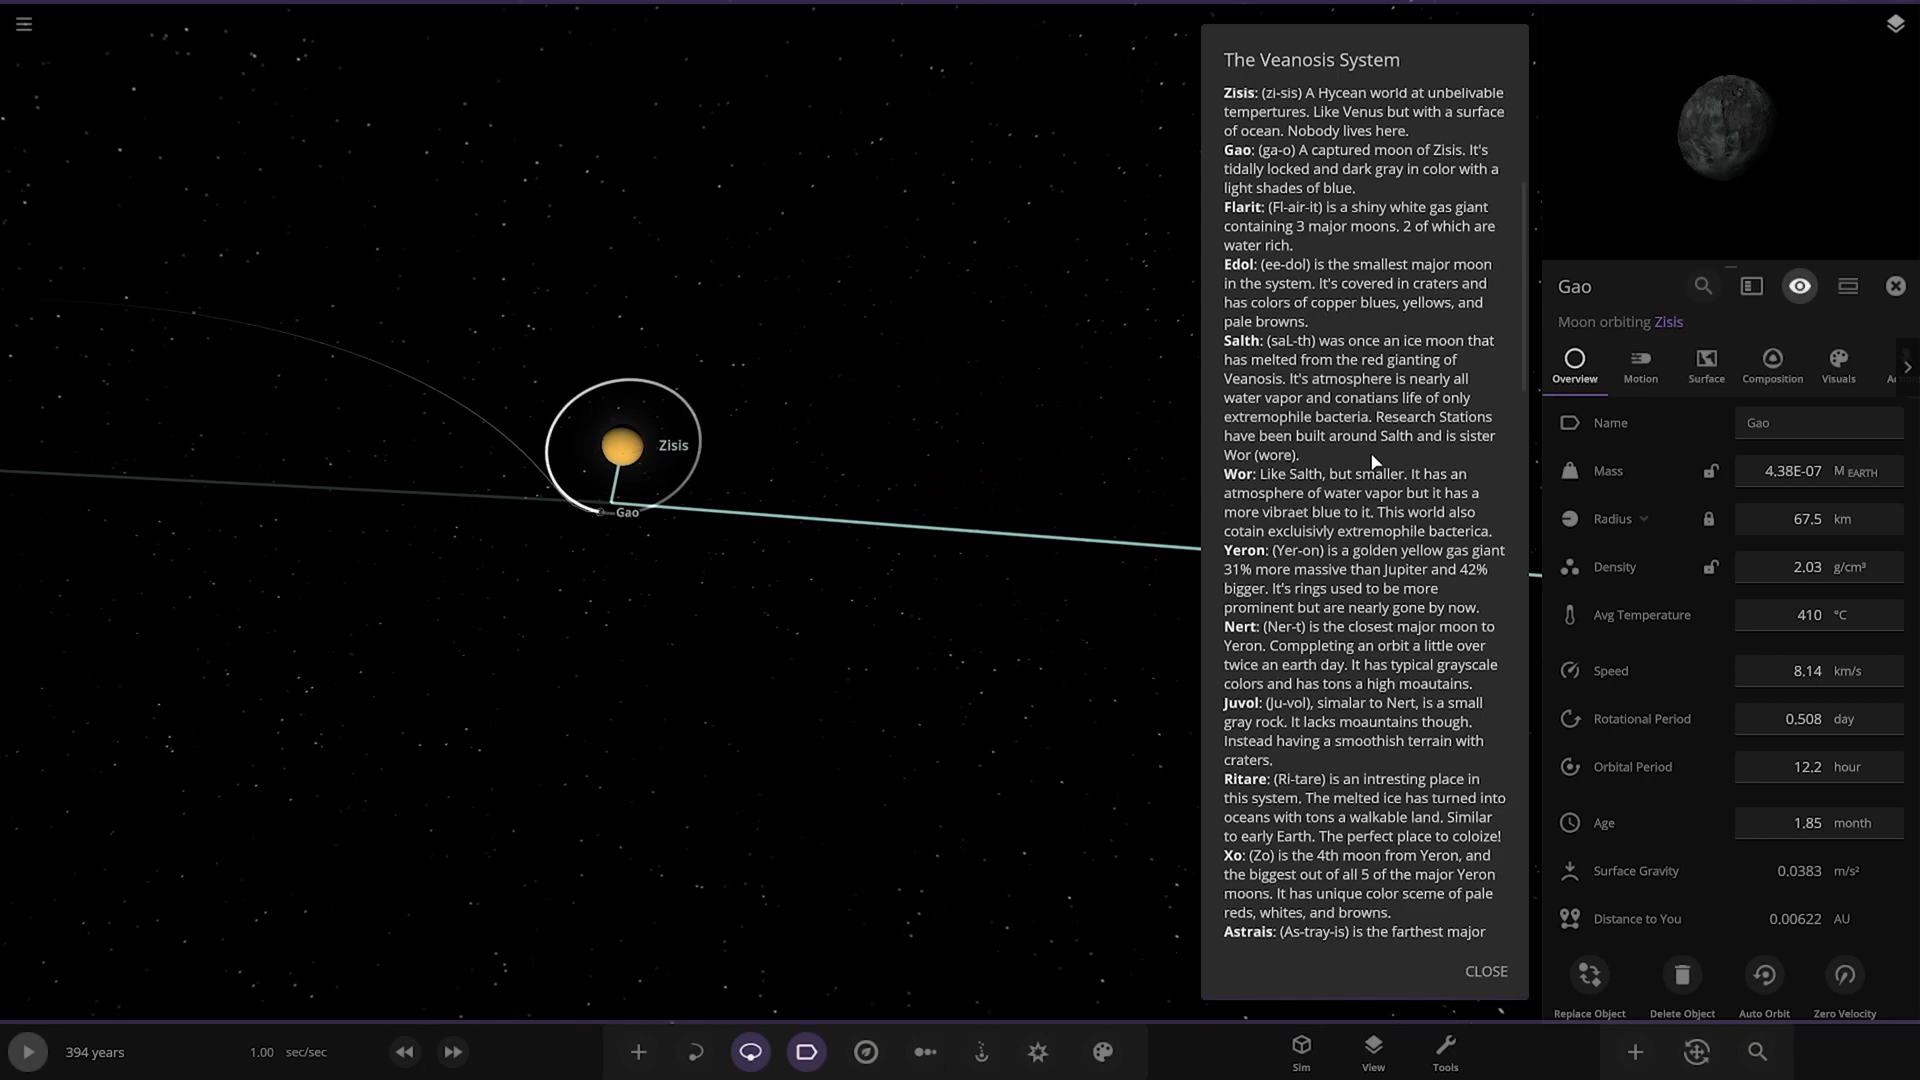 The Veanosis System
Zisis: (zi-sis) A Hycean world at unbelivable
tempertures. Like Venus but with a surface
of ocean. Nobody lives here.
Gao: (ga-o) A captured moon of Zisis. It's
tidally locked and dark gray in color with a
light shades of blue.
Flarit: (Fl-air-it) is a shiny white gas giant
containing 3 major moons. 2 of which are
water rich.
Edol: (ee-dol) is the smallest major moon
in the system. It's covered in craters and
has colors of copper blues, yellows, and
pale browns.
Salth: (saL-th) was once an ice moon that
has melted from the red gianting of
Veanosis. It's atmosphere is nearly all
water vapor and conatians life of only
extremophile bacteria. Research Stations
have been built around Salth and is sister
Wor (wore).
Wor: Like Salth, but smaller. It has an
atmosphere of water vapor but it has a
more vibraet blue to it. This world also
cotain excluisivly extremophile bacterica.
Yeron: (Yer-on) is a golden yellow gas giant
31% more massive than Jupiter and 42%
bigger. It's rings used to be more
prominent but are nearly gone by now.
Nert: (Ner-t) is the closest major moon to
Yeron. Comppleting an orbit a little over
twice an earth day. It has typical grayscale
colors and has tons a high moautains.
Juvol: (Ju-vol), simalar to Nert, is a small
gray rock. It lacks moauntains though.
Instead having a smoothish terrain with
craters.
Ritare: (Ri-tare) is an intresting place in
this system. The melted ice has turned into
oceans with tons a walkable land. Similar
to early Earth. The perfect place to coloize!
Xo: (Zo) is the 4th moon from Yeron, and
the biggest out of all 5 of the major Yeron
moons. It has unique color sceme of pale
reds, whites, and browns.
Astrais: (As-tray-is) is the farthest major
CLOSE
Zisis
Gao
Gao
Moon orbiting Zisis
Overview Motion Surface Composition Visuals
Name Gao
Mass 4.38E-07 M EARTH
Radius 67.5 km
Density 2.03 g/cm³
Avg Temperature 410 °C
Speed 8.14 km/s
Rotational Period 0.508 day
Orbital Period 12.2 hour
Age 1.85 month
Surface Gravity 0.0383 m/s²
Distance to You 0.00622 AU
Replace Object Delete Object Auto Orbit Zero Velocity
394 years 1.00 sec/sec
Sim View Tools